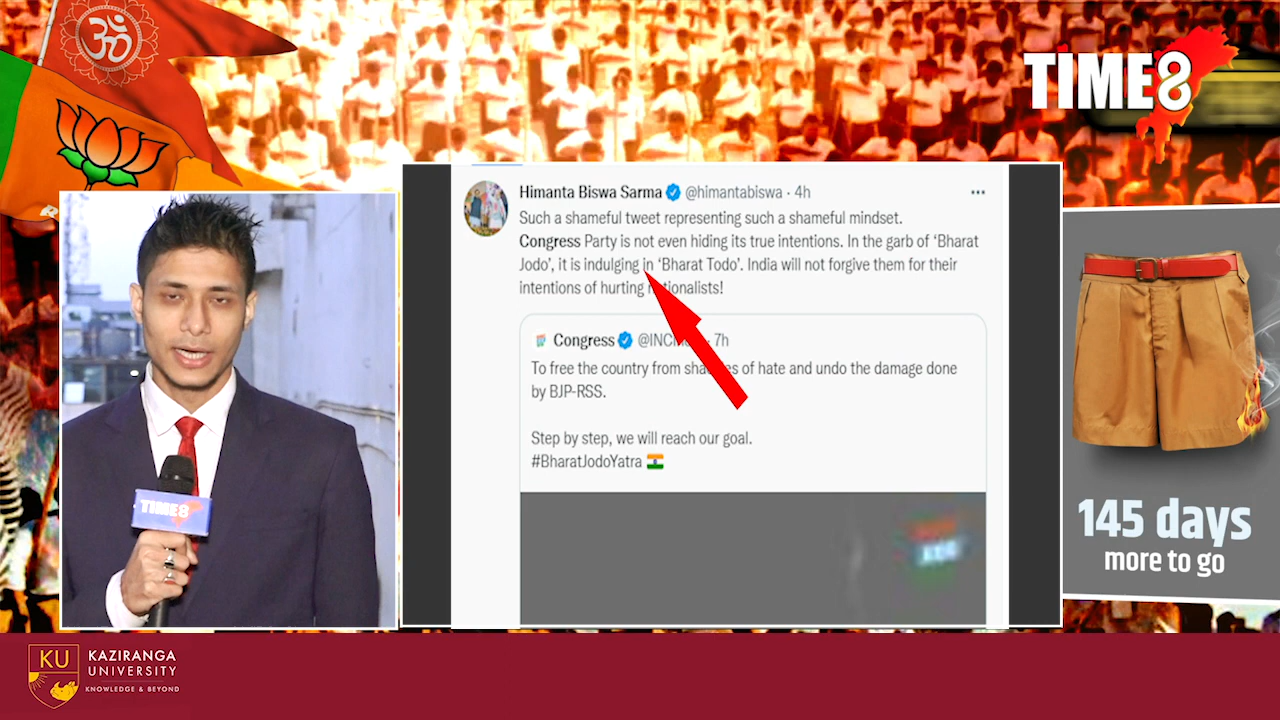 ॐ
TIME8
Himanta Biswa Sarma @himantabiswa · 4h
Such a shameful tweet representing such a shameful mindset.
Congress Party is not even hiding its true intentions. In the garb of ‘Bharat
Jodo’, it is indulging in ‘Bharat Todo’. India will not forgive them for their
intentions of hurting nationalists!
Congress @INCIn · 7h
To free the country from shackles of hate and undo the damage done
by BJP-RSS.
Step by step, we will reach our goal.
#BharatJodoYatra
TIME8
145 days
more to go
KU
KAZIRANGA
UNIVERSITY
KNOWLEDGE & BEYOND